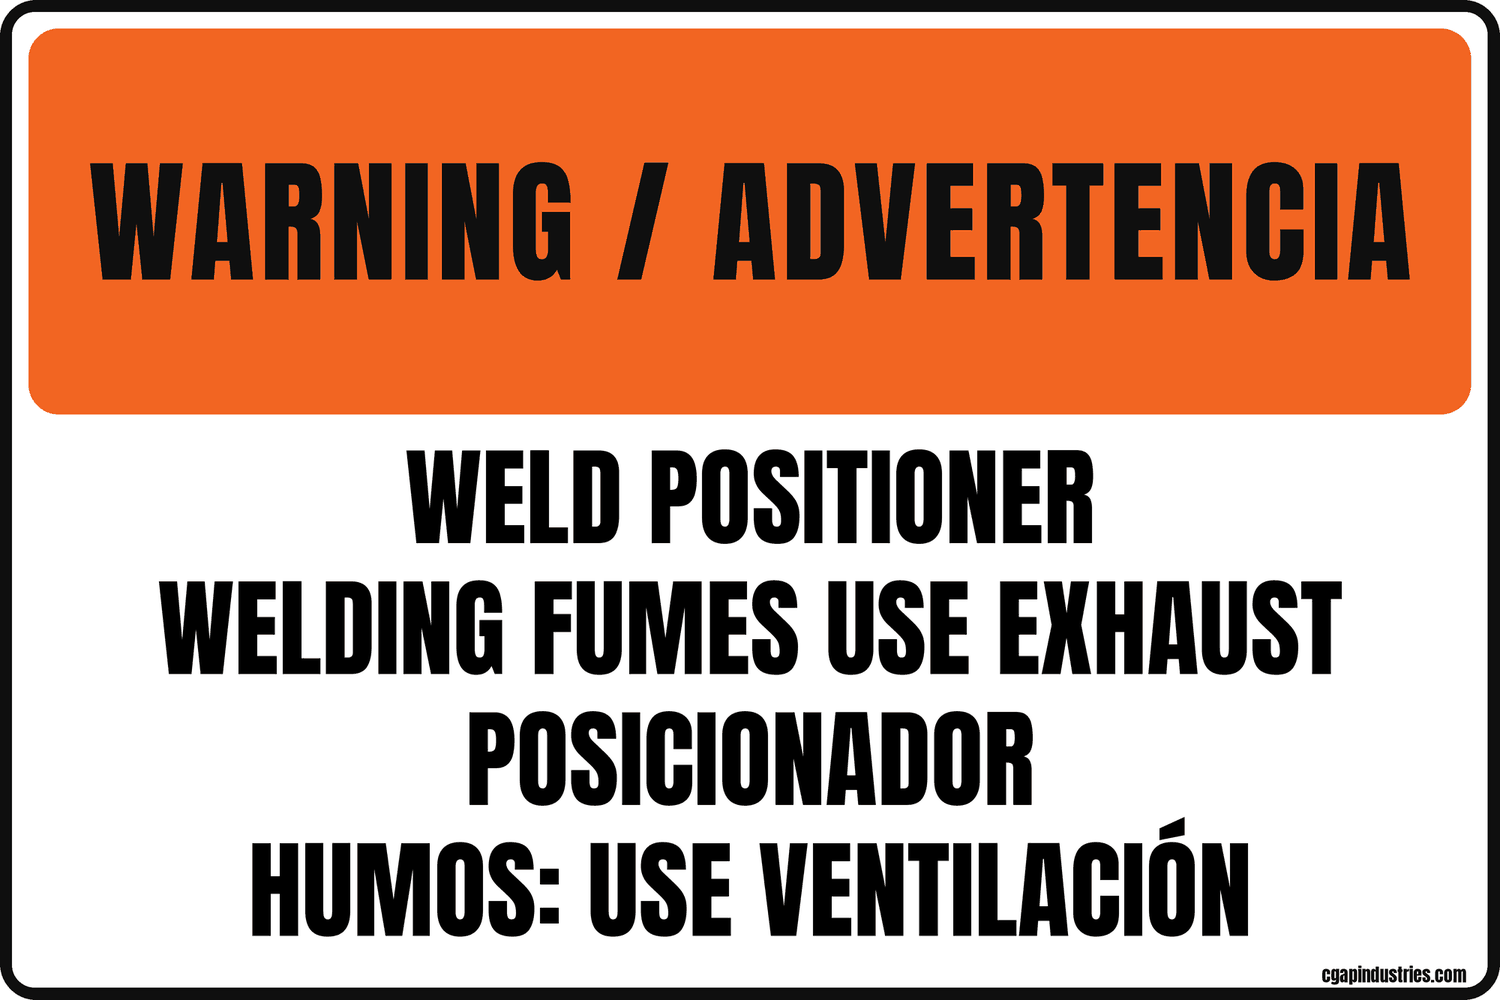 WARNING / ADVERTENCIA
WELD POSITIONER
WELDING FUMES USE EXHAUST
POSICIONADOR
HUMOS: USE VENTILACIÓN
cgapindustries.com